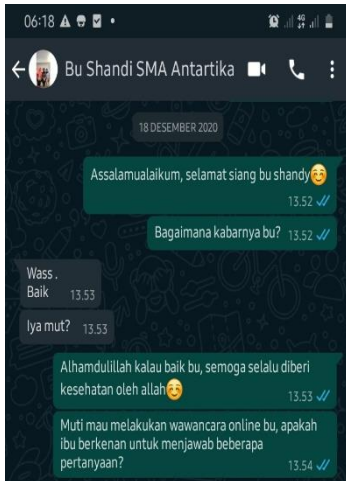 06:18
4G
Bu Shandi SMA Antartika
18 DESEMBER 2020
Assalamualaikum, selamat siang bu shandy
13.52
Bagaimana kabarnya bu? 13.52
Wass .
Baik 13.53
Iya mut? 13.53
Alhamdulillah kalau baik bu, semoga selalu diberi
kesehatan oleh allah
13.53
Muti mau melakukan wawancara online bu, apakah
ibu berkenan untuk menjawab beberapa
pertanyaan?
13.54